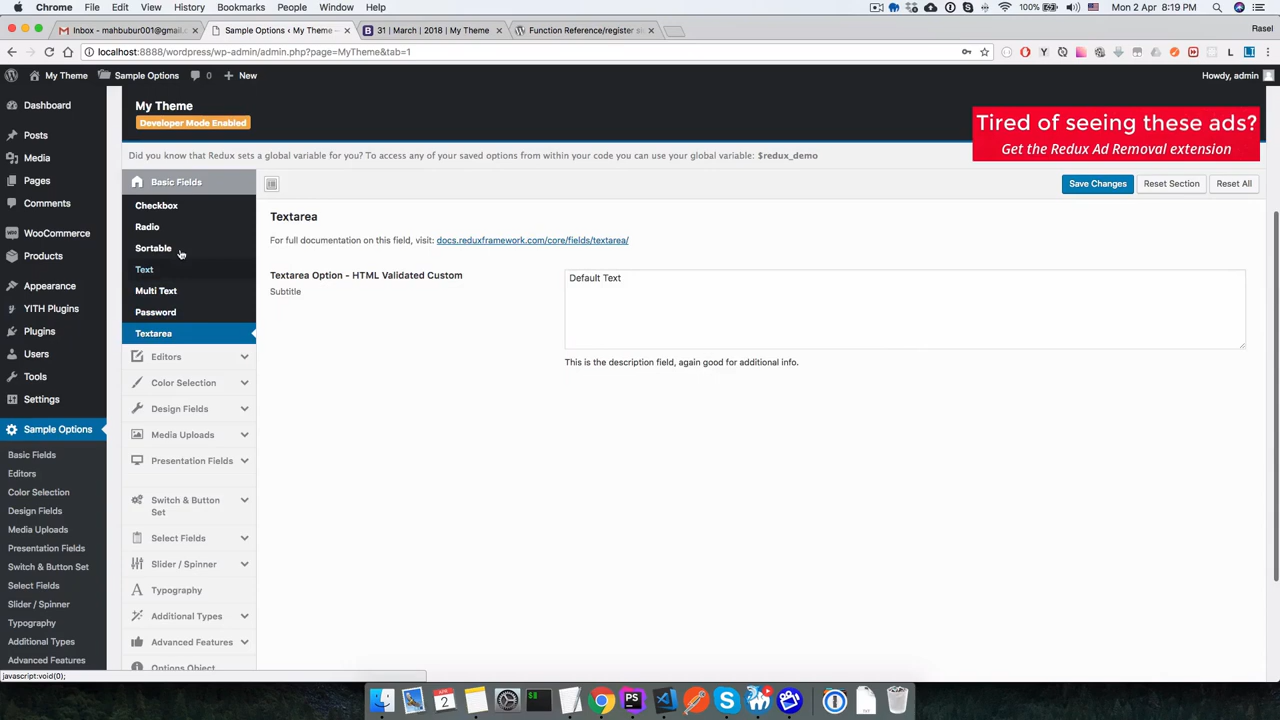 Chrome File Edit View History Bookmarks People Window Help
100% Mon 2 Apr 8:19 PM
Inbox - mahbubur001@gmail.c
Sample Options ‹ My Theme —
31 | March | 2018 | My Theme
Function Reference/register si
Rasel
localhost:8888/wordpress/wp-admin/admin.php?page=MyTheme&tab=1
My Theme
Sample Options
0
New
Howdy, admin
Dashboard
Posts
Media
Pages
Comments
WooCommerce
Products
Appearance
YITH Plugins
Plugins
Users
Tools
Settings
Sample Options
Basic Fields
Editors
Color Selection
Design Fields
Media Uploads
Presentation Fields
Switch & Button Set
Select Fields
Slider / Spinner
Typography
Additional Types
Advanced Features
javascript:void(0);
My Theme
Developer Mode Enabled
Tired of seeing these ads?
Get the Redux Ad Removal extension
Did you know that Redux sets a global variable for you? To access any of your saved options from within your code you can use your global variable: $redux_demo
Basic Fields
Checkbox
Radio
Sortable
Text
Multi Text
Password
Textarea
Editors
Color Selection
Design Fields
Media Uploads
Presentation Fields
Switch & Button
Set
Select Fields
Slider / Spinner
Typography
Additional Types
Advanced Features
Options Object
Save Changes
Reset Section
Reset All
Textarea
For full documentation on this field, visit: docs.reduxframework.com/core/fields/textarea/
Textarea Option - HTML Validated Custom
Subtitle
Default Text
This is the description field, again good for additional info.